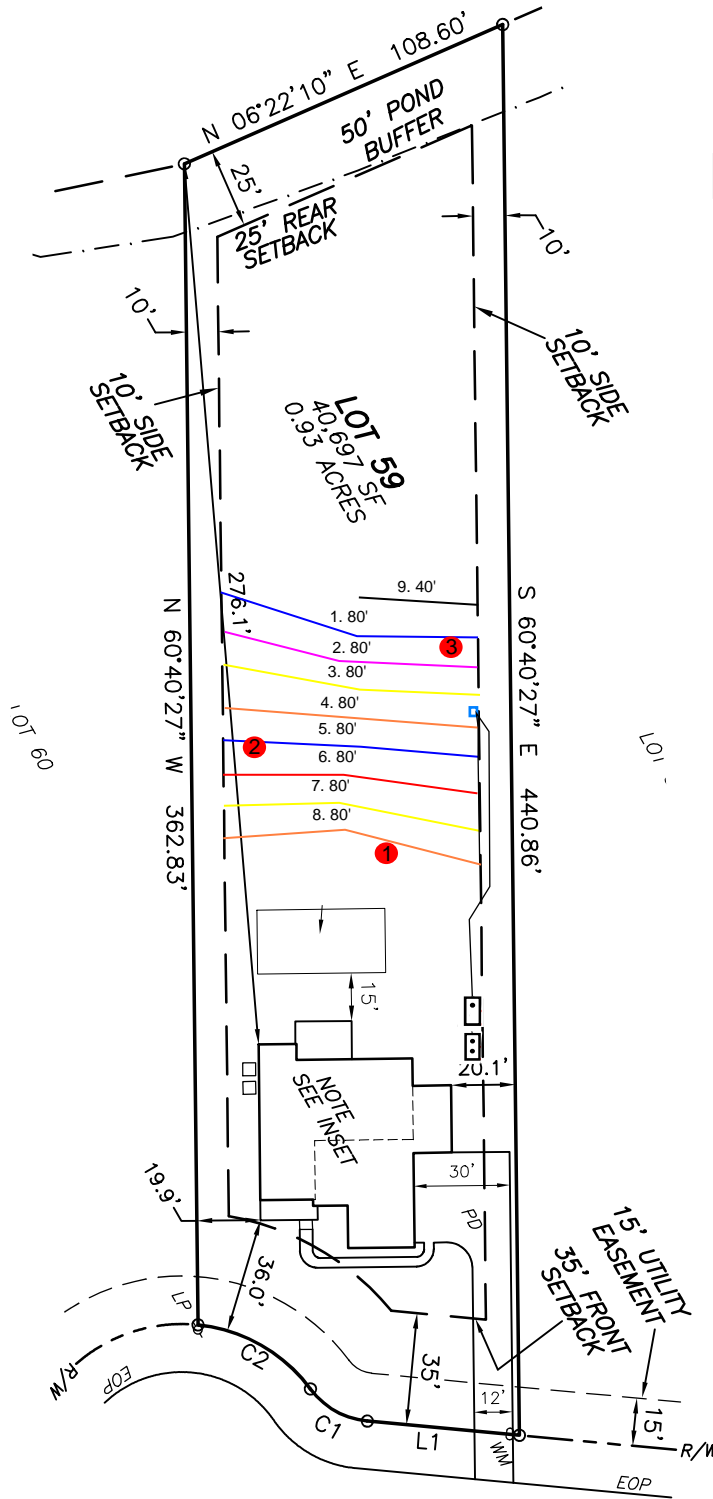 N 06°22'10" E 108.60'
50' POND
BUFFER
25'
25' REAR
SETBACK
10'
10'
10' SIDE
SETBACK
10' SIDE
SETBACK
LOT 59
40,697 SF
0.93 ACRES
276.1'
9. 40'
1. 80'
2. 80'
3
3. 80'
4. 80'
5. 80'
2
6. 80'
7. 80'
8. 80'
1
N 60°40'27" W 362.83'
S 60°40'27" E 440.86'
LOT 60
15'
20.1'
NOTE
SEE INSET
30'
PD
19.9'
36.0'
15' UTILITY
EASEMENT
35' FRONT
SETBACK
LP
C2
35'
12'
15'
R/W
EOP
C1
L1
WM
R/W
EOP